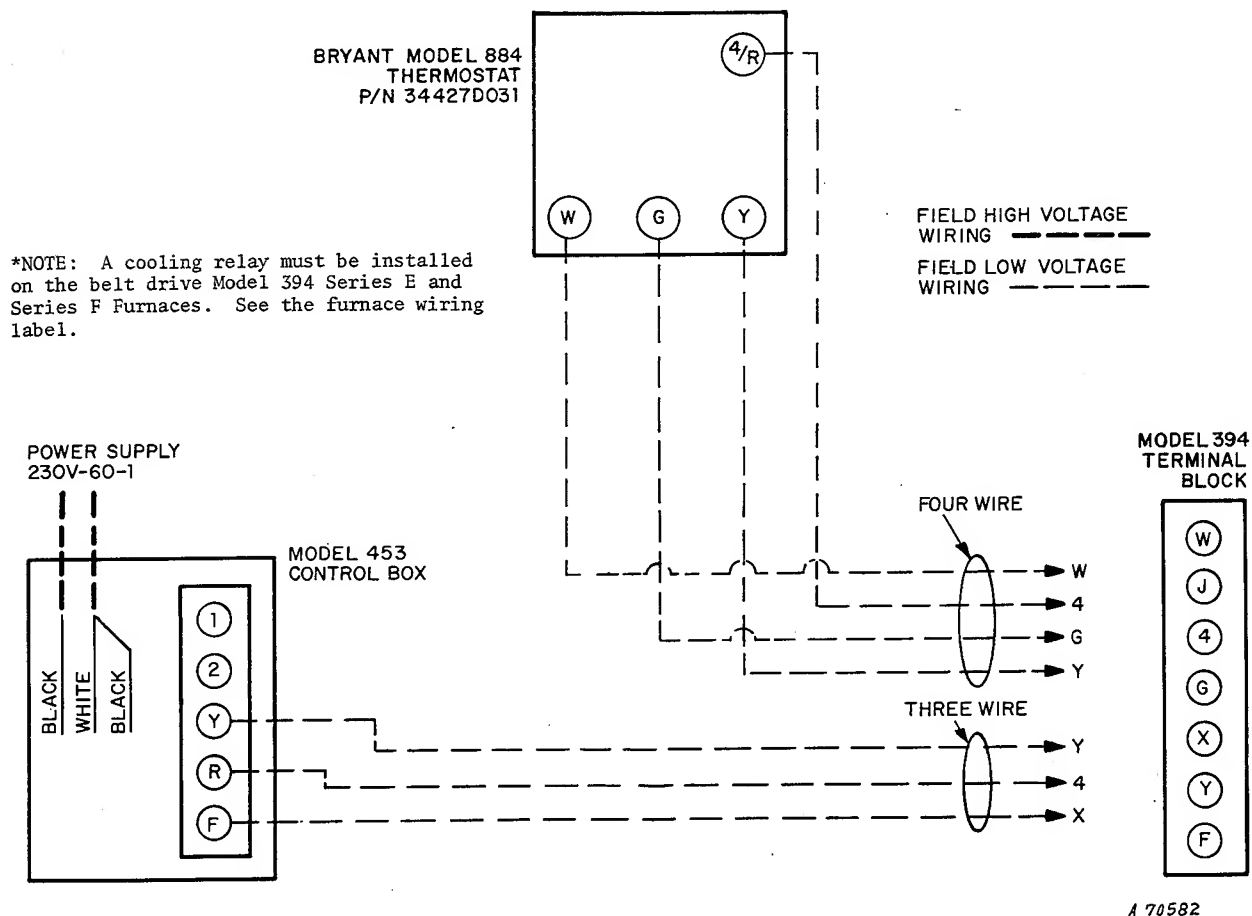 BRYANT MODEL 884
THERMOSTAT
P/N 34427D031
4/R
W
G
Y
FIELD HIGH VOLTAGE
WIRING
FIELD LOW VOLTAGE
WIRING
*NOTE: A cooling relay must be installed
on the belt drive Model 394 Series E and
Series F Furnaces. See the furnace wiring
label.
POWER SUPPLY
230V-60-1
MODEL 453
CONTROL BOX
BLACK
WHITE
BLACK
1
2
Y
R
F
FOUR WIRE
W
4
G
Y
THREE WIRE
Y
4
X
MODEL 394
TERMINAL
BLOCK
W
J
4
G
X
Y
F
A 70582